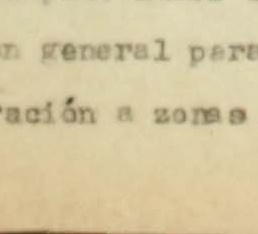 n general para
ración a zonas